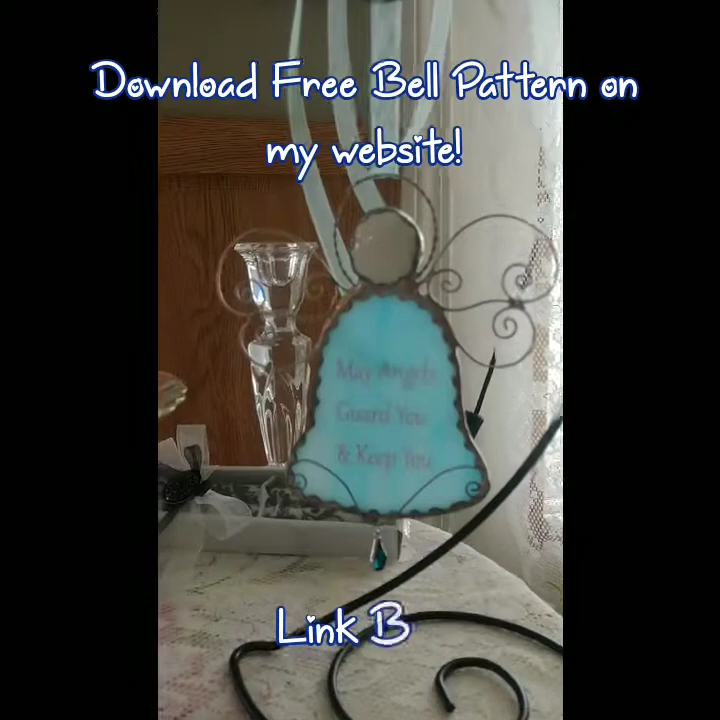 Download Free Bell Pattern on
my website!
May Angels
Guard You
& Keep You
Link B